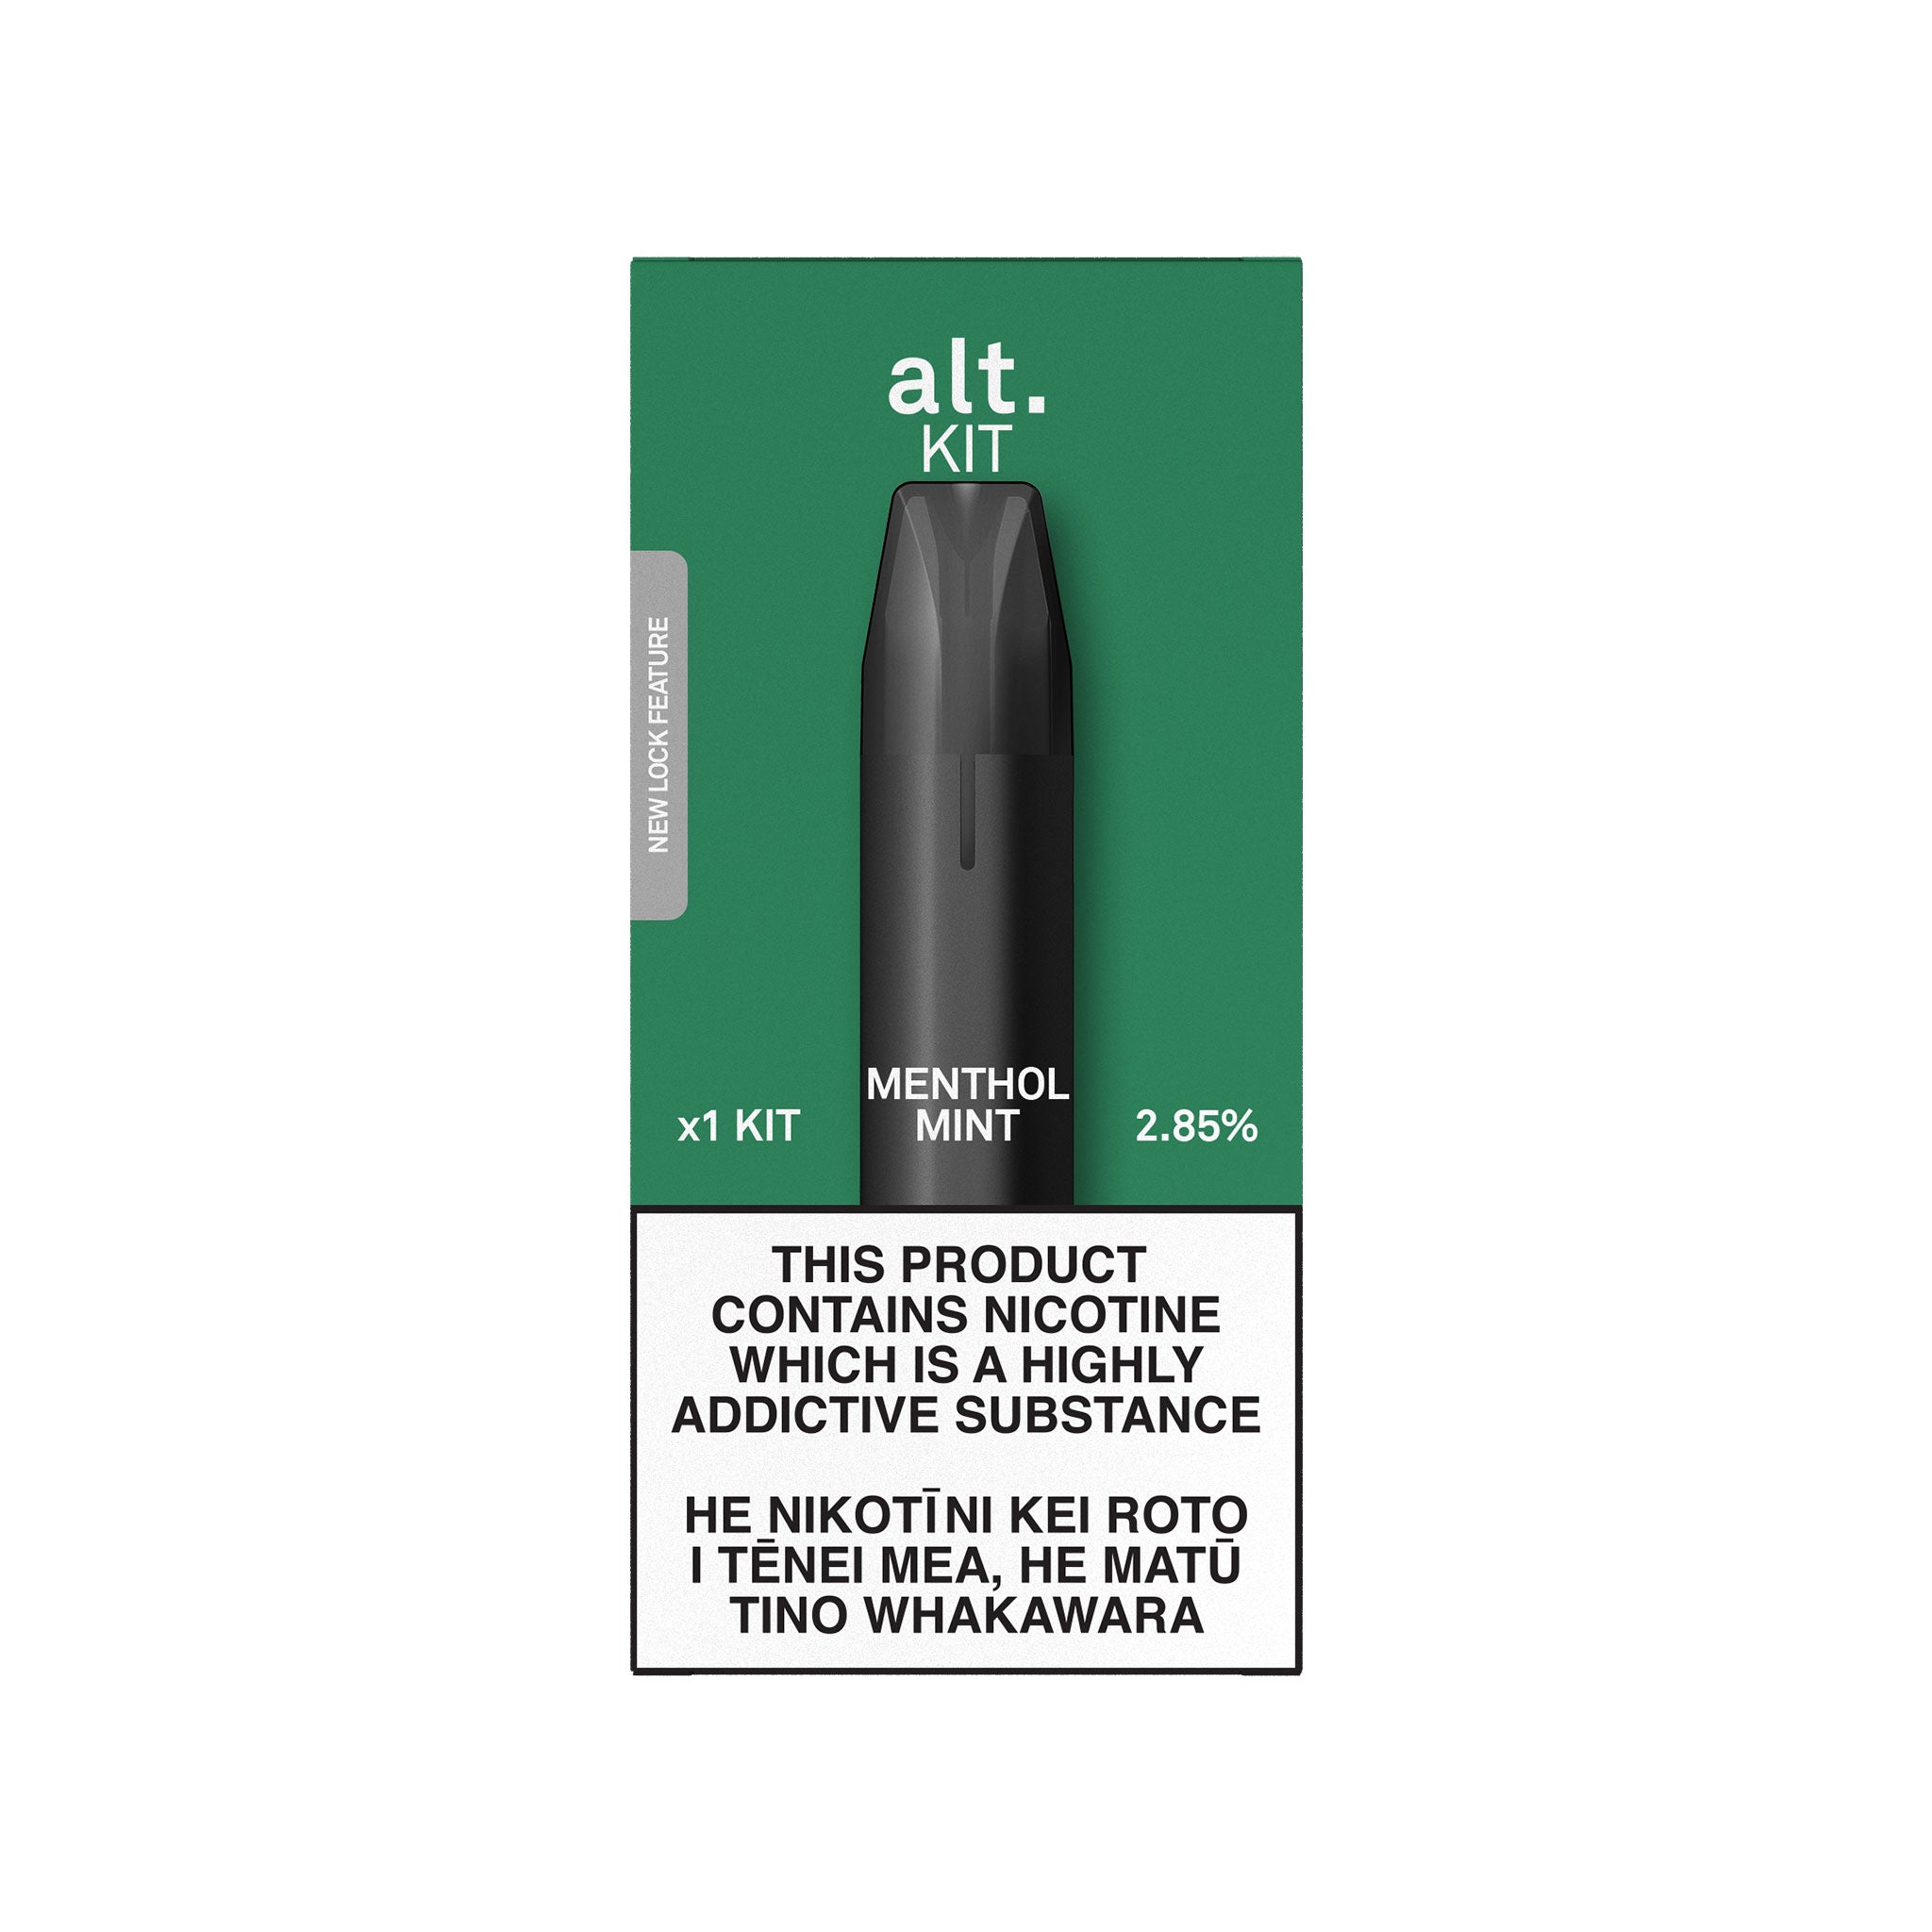 alt.
KIT
NEW LOCK FEATURE
MENTHOL
MINT
x1 KIT
2.85%
THIS PRODUCT
CONTAINS NICOTINE
WHICH IS A HIGHLY
ADDICTIVE SUBSTANCE
HE NIKOTĪNI KEI ROTO
I TĒNEI MEA, HE MATŪ
TINO WHAKAWARA